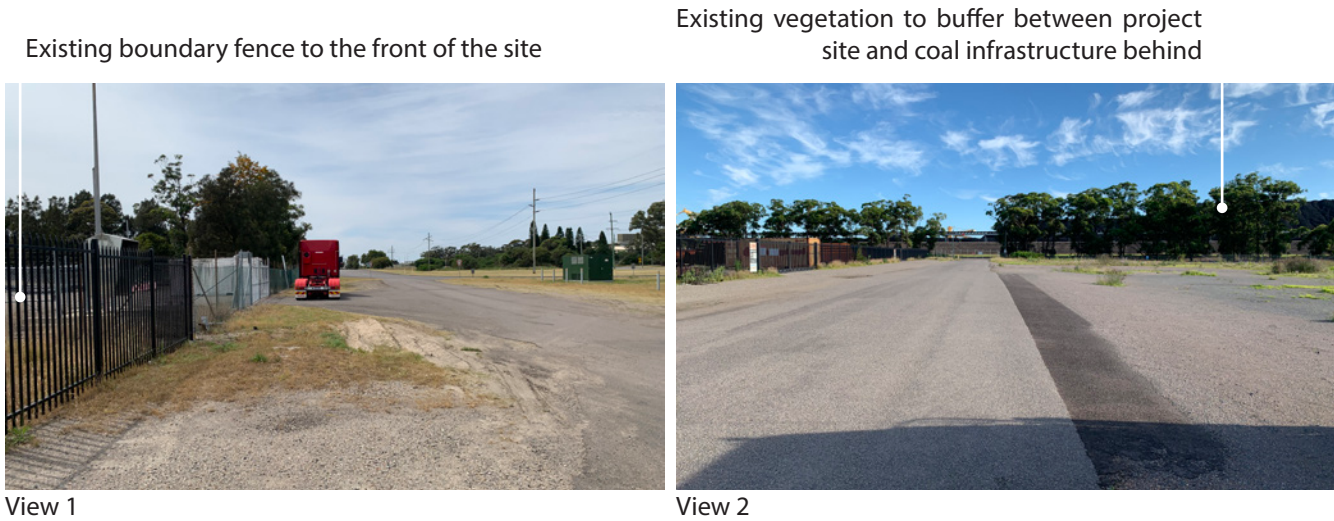 Existing boundary fence to the front of the site
Existing vegetation to buffer between project
site and coal infrastructure behind
View 1
View 2